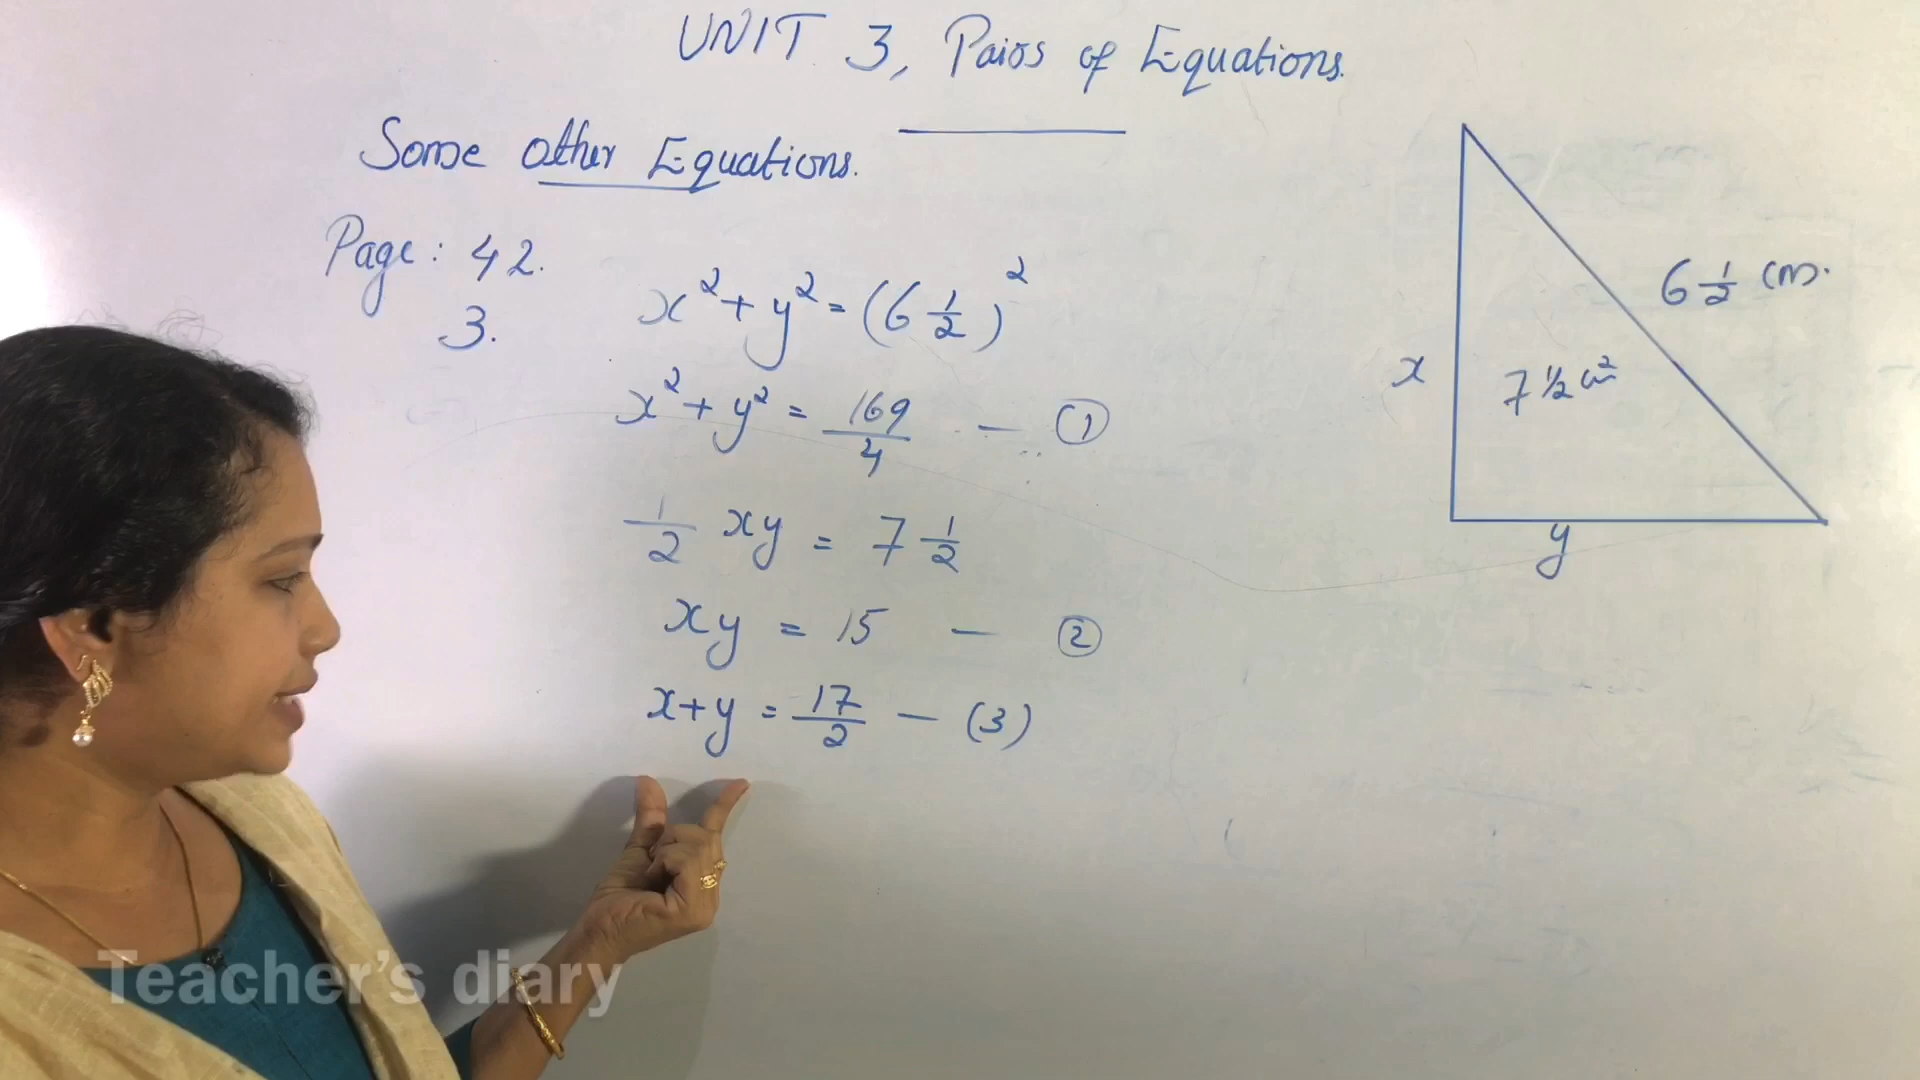 UNIT 3, Pairs of Equations.
Some other Equations.
Page: 42.
3.
x² + y² = (6 1/2)²
x² + y² = 169/4 — ①
1/2 xy = 7 1/2
xy = 15 — ②
x+y = 17/2 — (3)
6 1/2 cm.
x
7 1/2 cm²
y
Teacher's diary